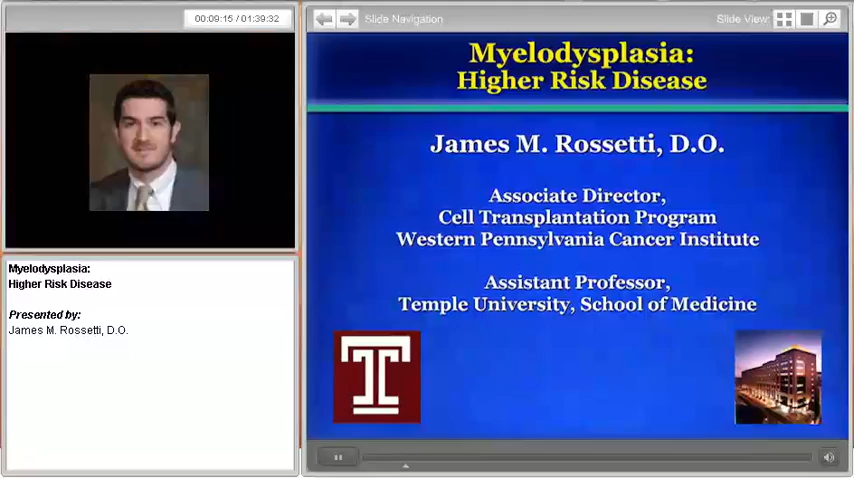 00:09:15 / 01:39:32
Slide Navigation
Slide View:
Myelodysplasia:
Higher Risk Disease
James M. Rossetti, D.O.
Associate Director,
Cell Transplantation Program
Western Pennsylvania Cancer Institute
Assistant Professor,
Temple University, School of Medicine
T
Myelodysplasia:
Higher Risk Disease
Presented by:
James M. Rossetti, D.O.